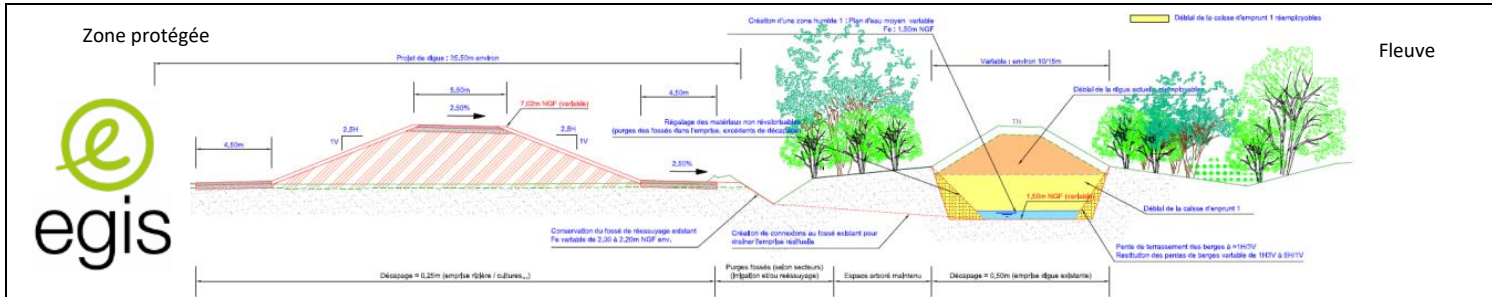 Création d'une zone humide 1 : Plan d'eau moyen variable
Fe : 1,50m NGF
Déblai de la caisse d'emprunt 1 réemployables
Zone protégée
Fleuve
Projet de digue : 35,50m environ
Variable : environ 10/15m
5,50m
4,50m
7,02m NGF (variable)
2.50%
Déblai de la digue actuelle réemployables
TN
2,5H
1V
2,5H
1V
Régalage des matériaux non revalorisables
(purges des fossés dans l'emprise, excédents de décapage)
4,50m
2,50%
egis
1,50m NGF (variable)
Déblai de la caisse d'enprunt 1
Conservation du fossé de réessuyage existant
Fe variable de 2,30 à 2,20m NGF env.
Création de connexions au fossé existant pour
drainer l'emprise résiduelle
Pente de terrassement des berges à ≈1H/2V
Restitution des pentes de berges variable de 1H/2V à 5H/1V
Décapage = 0,25m (emprise rizière / cultures,..)
Purges fossés (selon secteurs)
(irrigation et/ou réessuyage)
Espace arboré maintenu
Décapage = 0,50m (emprise digue existante)